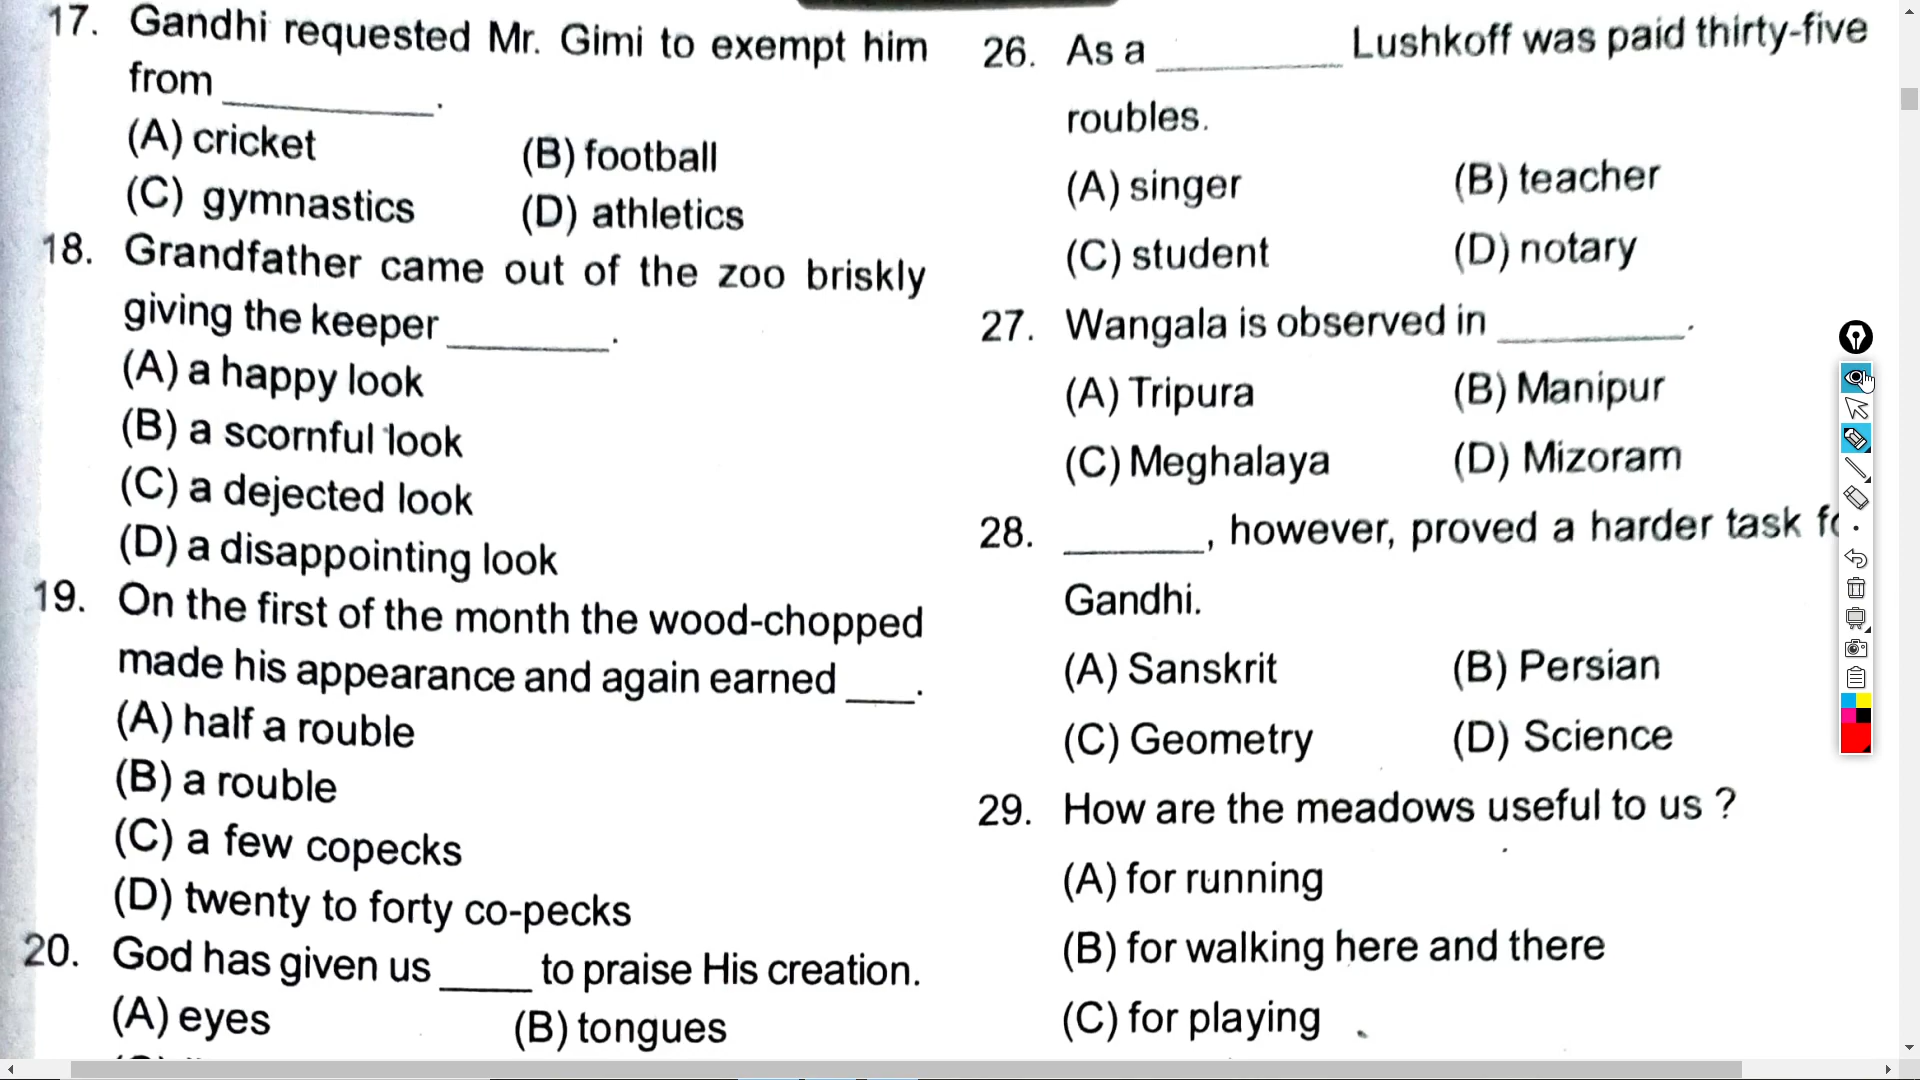 17. Gandhi requested Mr. Gimi to exempt him
from ________.
(A) cricket (B) football
(C) gymnastics (D) athletics
18. Grandfather came out of the zoo briskly
giving the keeper ________.
(A) a happy look
(B) a scornful look
(C) a dejected look
(D) a disappointing look
19. On the first of the month the wood-chopped
made his appearance and again earned ____.
(A) half a rouble
(B) a rouble
(C) a few copecks
(D) twenty to forty co-pecks
20. God has given us _____ to praise His creation.
(A) eyes (B) tongues
26. As a ________ Lushkoff was paid thirty-five
roubles.
(A) singer (B) teacher
(C) student (D) notary
27. Wangala is observed in ________.
(A) Tripura (B) Manipur
(C) Meghalaya (D) Mizoram
28. _______, however, proved a harder task
Gandhi.
(A) Sanskrit (B) Persian
(C) Geometry (D) Science
29. How are the meadows useful to us ?
(A) for running
(B) for walking here and there
(C) for playing